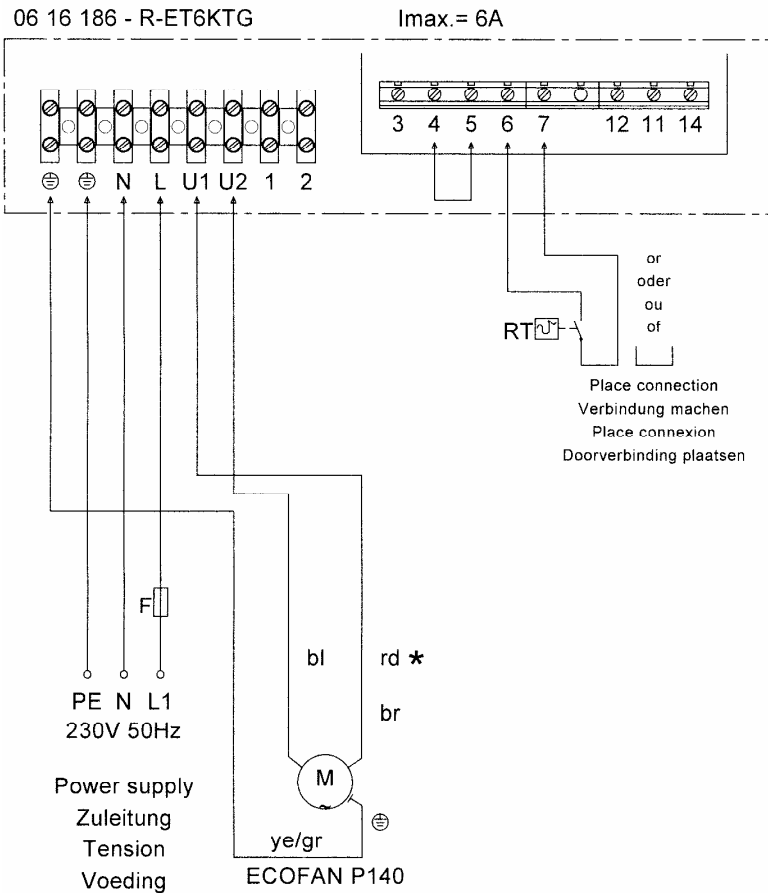 06 16 186 - R-ET6KTG
Imax.= 6A
3 4 5 6 7 12 11 14
N L U1 U2 1 2
or
oder
ou
of
RT
Place connection
Verbindung machen
Place connexion
Doorverbinding plaatsen
F
bl
rd *
br
PE N L1
230V 50Hz
M
~
Power supply
Zuleitung
Tension
Voeding
ye/gr
ECOFAN P140